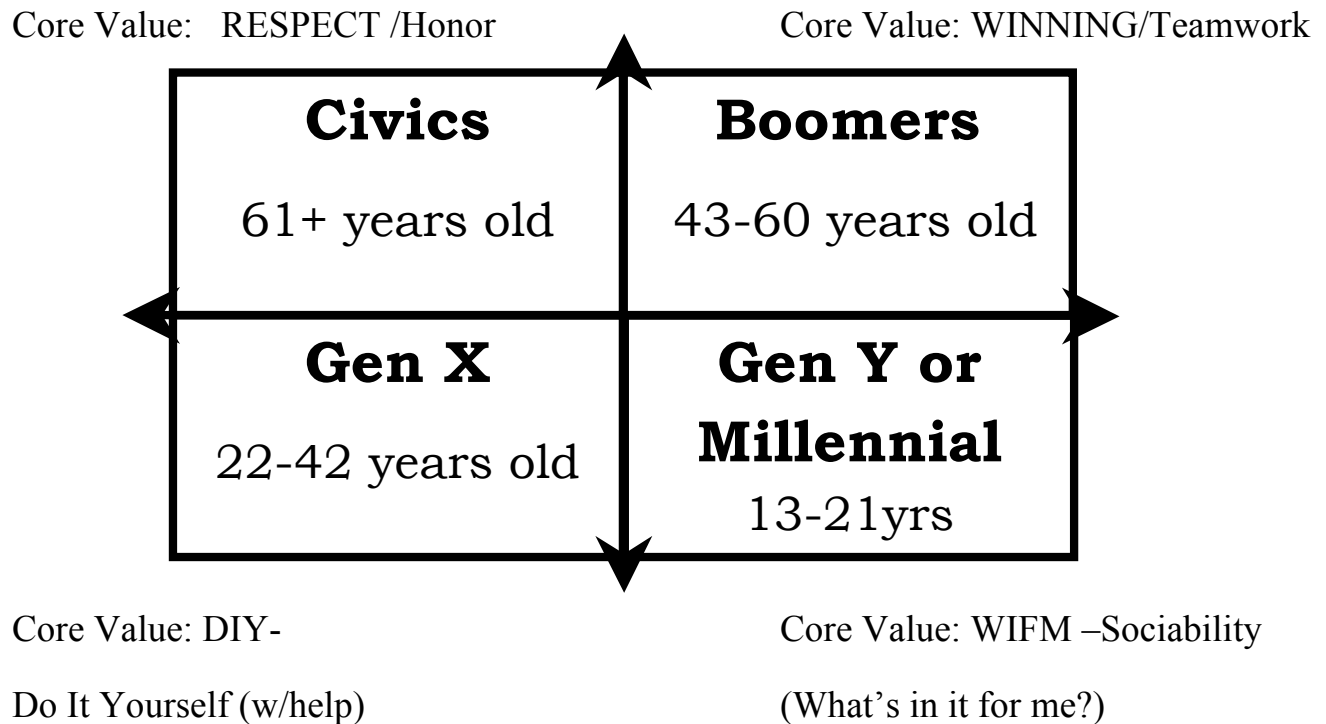 Core Value: RESPECT /Honor
Core Value: WINNING/Teamwork
Civics
61+ years old
Boomers
43-60 years old
Gen X
22-42 years old
Gen Y or
Millennial
13-21yrs
Core Value: DIY-
Do It Yourself (w/help)
Core Value: WIFM –Sociability
(What’s in it for me?)